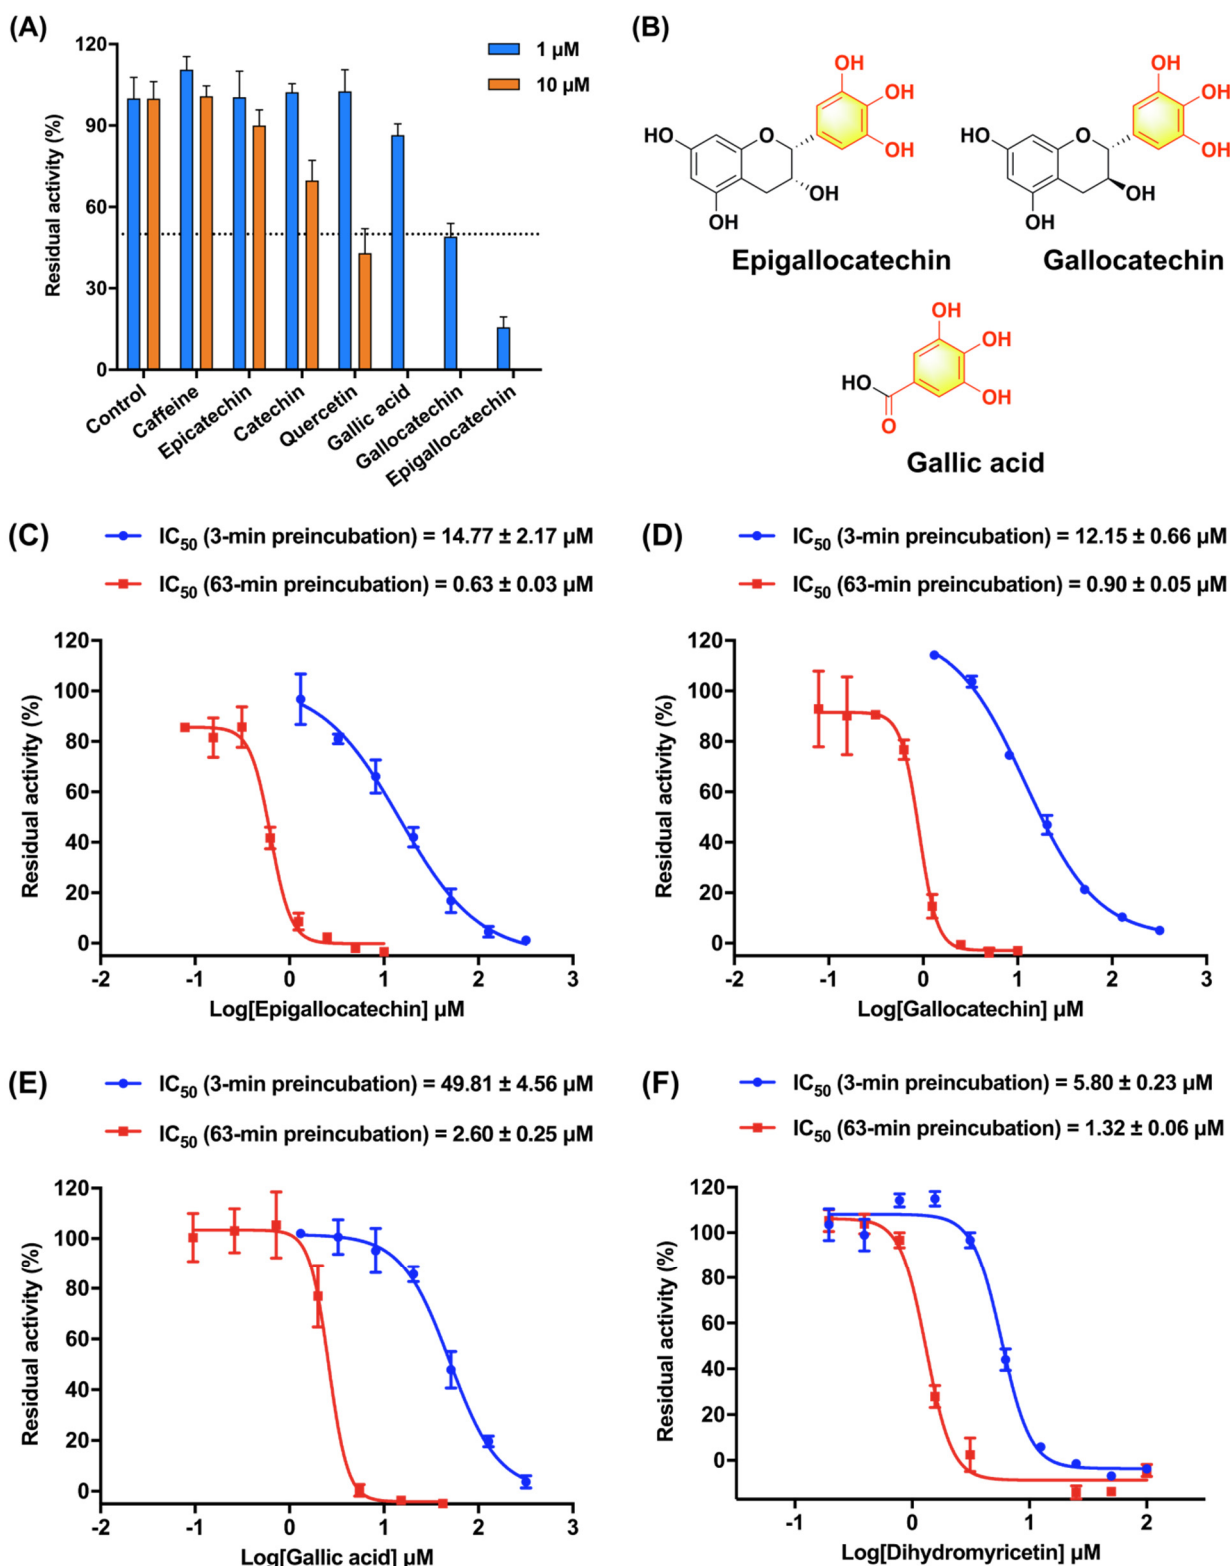 (A)
120
90
60
30
0
Residual activity (%)
1 µM
10 µM
Control
Caffeine
Epicatechin
Catechin
Quercetin
Gallic acid
Gallocatechin
Epigallocatechin
(B)
OH
OH
OH
HO
O
OH
OH
Epigallocatechin
OH
OH
OH
HO
O
OH
OH
Gallocatechin
OH
OH
OH
HO
O
Gallic acid
(C)
IC50 (3-min preincubation) = 14.77 ± 2.17 µM
IC50 (63-min preincubation) = 0.63 ± 0.03 µM
120
100
80
60
40
20
0
Residual activity (%)
-2 -1 0 1 2 3
Log[Epigallocatechin] µM
(D)
IC50 (3-min preincubation) = 12.15 ± 0.66 µM
IC50 (63-min preincubation) = 0.90 ± 0.05 µM
120
100
80
60
40
20
0
Residual activity (%)
-2 -1 0 1 2 3
Log[Gallocatechin] µM
(E)
IC50 (3-min preincubation) = 49.81 ± 4.56 µM
IC50 (63-min preincubation) = 2.60 ± 0.25 µM
120
100
80
60
40
20
0
Residual activity (%)
-2 -1 0 1 2 3
Log[Gallic acid] µM
(F)
IC50 (3-min preincubation) = 5.80 ± 0.23 µM
IC50 (63-min preincubation) = 1.32 ± 0.06 µM
120
100
80
60
40
20
0
Residual activity (%)
-1 0 1 2
Log[Dihydromyricetin] µM